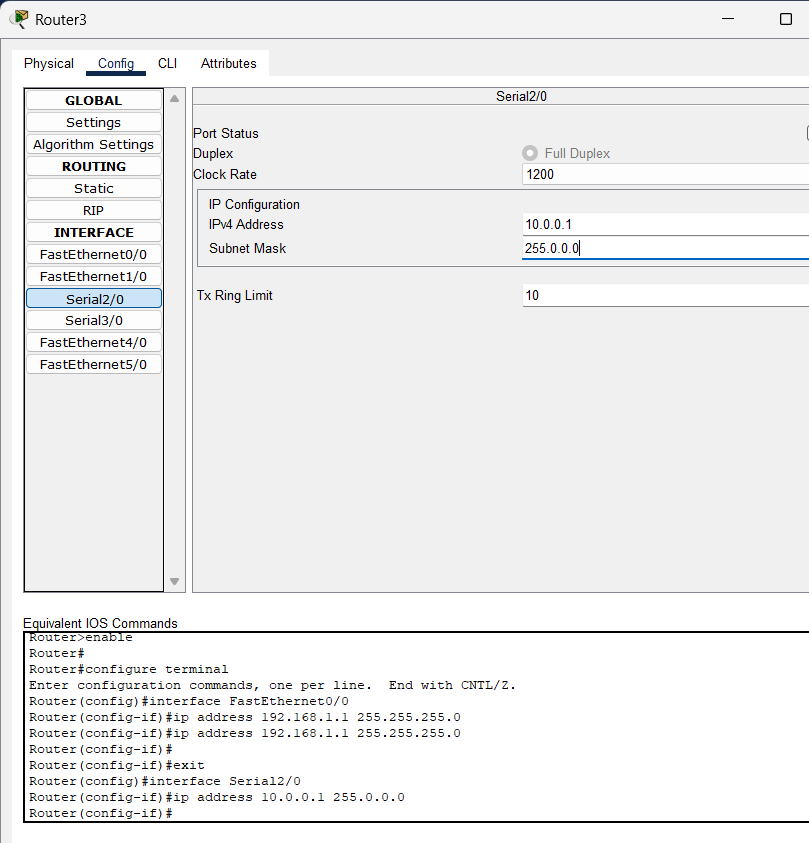 Router3
Physical Config CLI Attributes
GLOBAL
Settings
Algorithm Settings
ROUTING
Static
RIP
INTERFACE
FastEthernet0/0
FastEthernet1/0
Serial2/0
Serial3/0
FastEthernet4/0
FastEthernet5/0
Serial2/0
Port Status
Duplex Full Duplex
Clock Rate 1200
IP Configuration
IPv4 Address 10.0.0.1
Subnet Mask 255.0.0.0
Tx Ring Limit 10
Equivalent IOS Commands
Router>enable
Router#
Router#configure terminal
Enter configuration commands, one per line.  End with CNTL/Z.
Router(config)#interface FastEthernet0/0
Router(config-if)#ip address 192.168.1.1 255.255.255.0
Router(config-if)#ip address 192.168.1.1 255.255.255.0
Router(config-if)#
Router(config-if)#exit
Router(config)#interface Serial2/0
Router(config-if)#ip address 10.0.0.1 255.0.0.0
Router(config-if)#